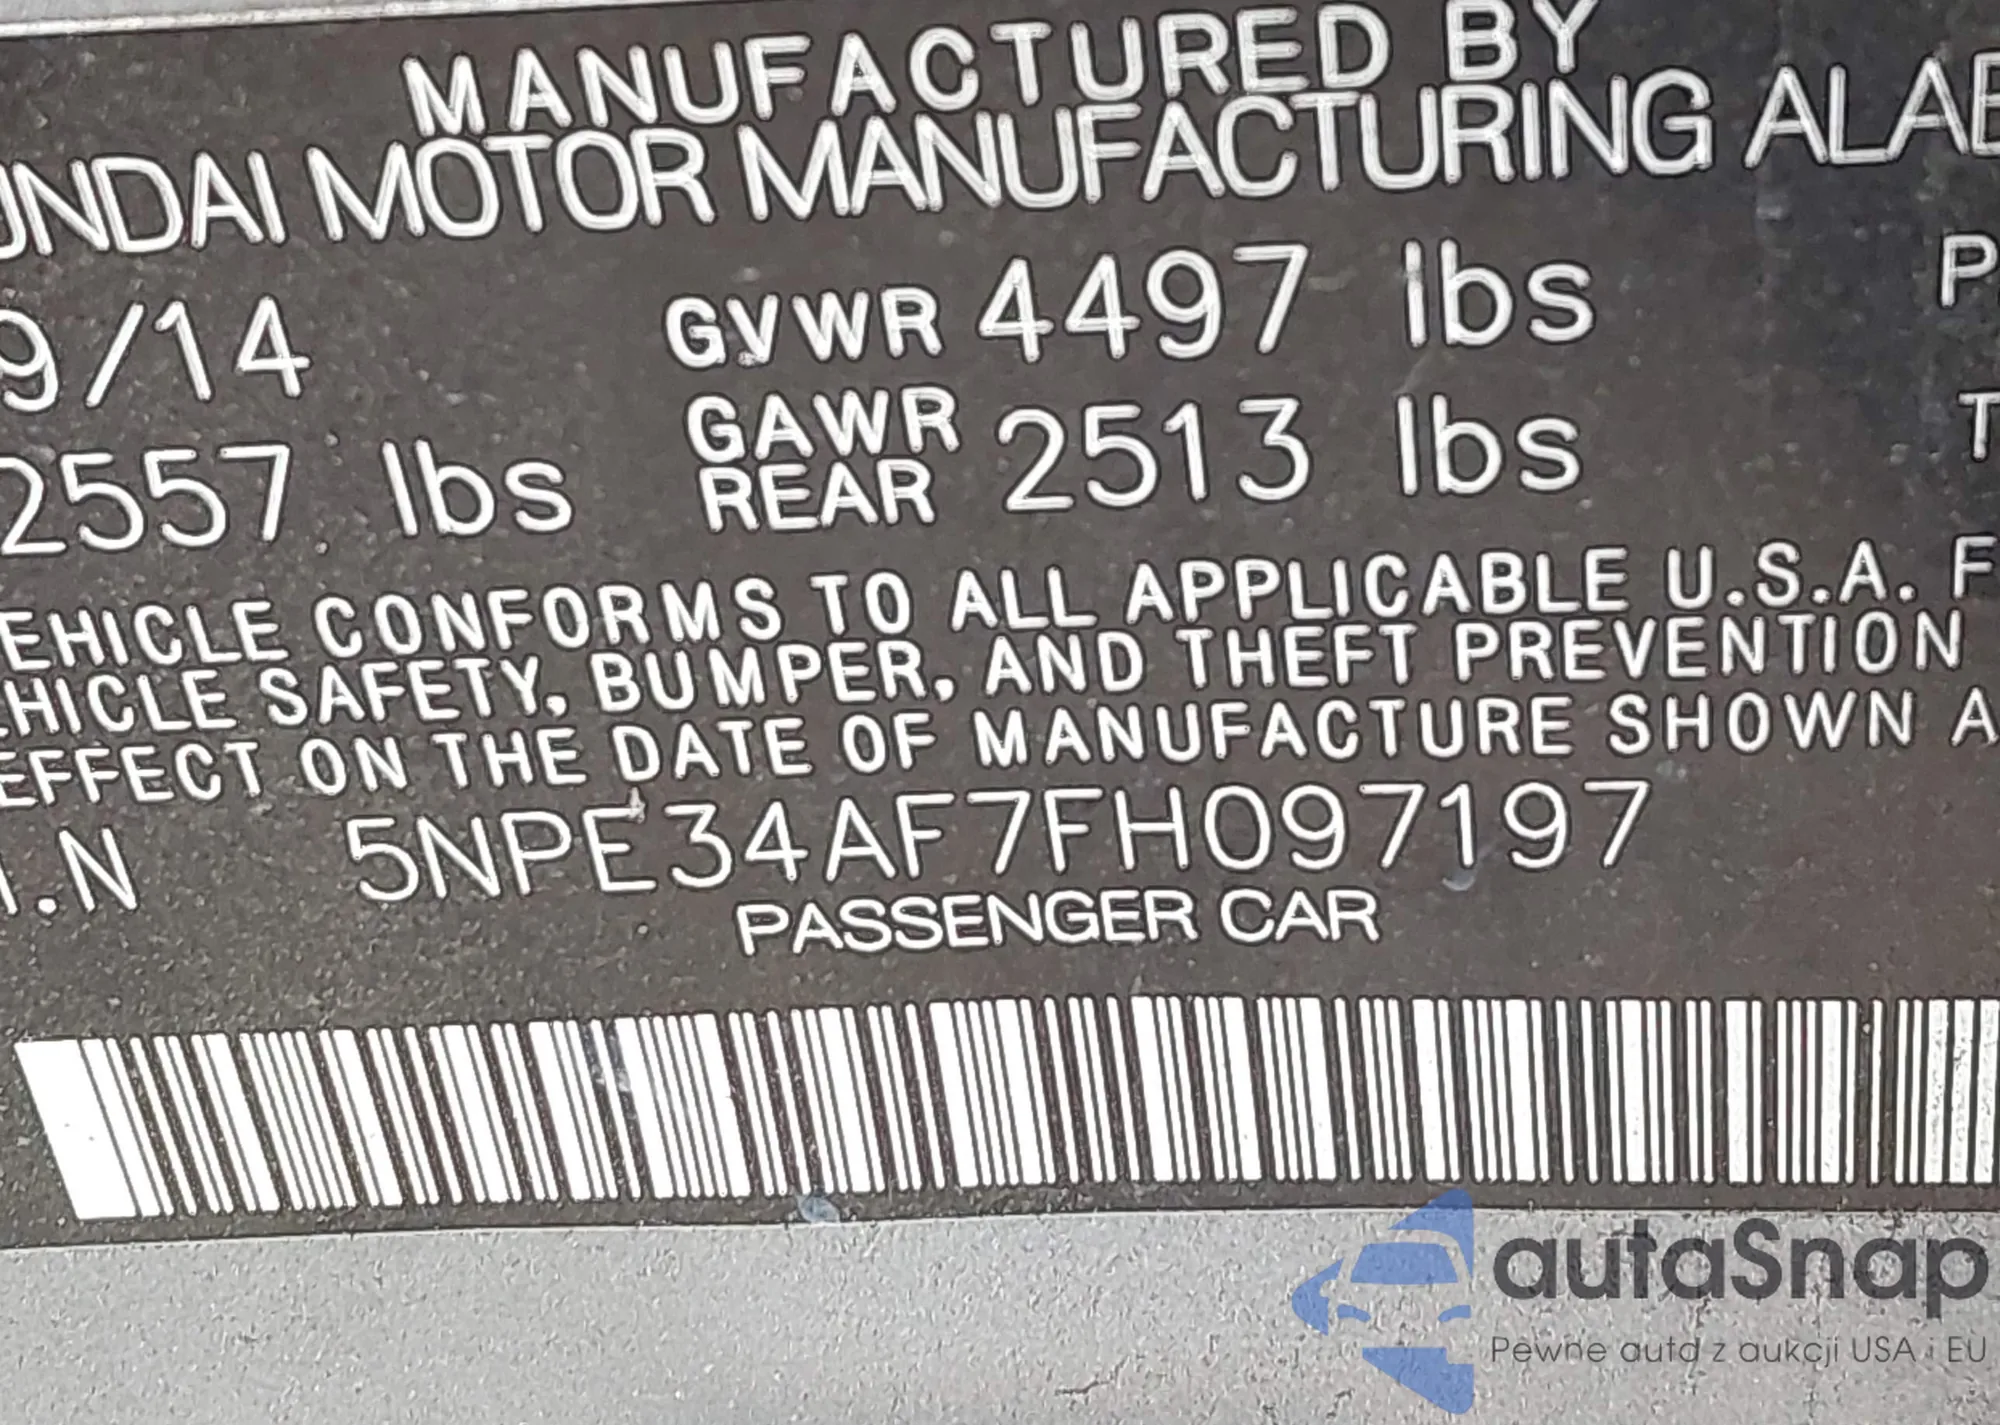 MANUFACTURED BY
UNDAI MOTOR MANUFACTURING ALAB
9/14 GVWR 4497 lbs P
2557 lbs GAWR REAR 2513 lbs T
EHICLE CONFORMS TO ALL APPLICABLE U.S.A. F
HICLE SAFETY, BUMPER, AND THEFT PREVENTION
EFFECT ON THE DATE OF MANUFACTURE SHOWN A
I.N 5NPE34AF7FH097197
PASSENGER CAR
autaSnap
Pewne auta z aukcji USA i EU